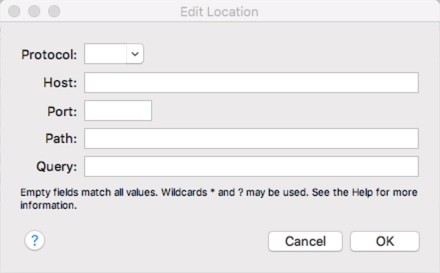 Edit Location
Protocol:
Host:
Port:
Path:
Query:
Empty fields match all values. Wildcards * and ? may be used. See the Help for more
information.
? Cancel OK